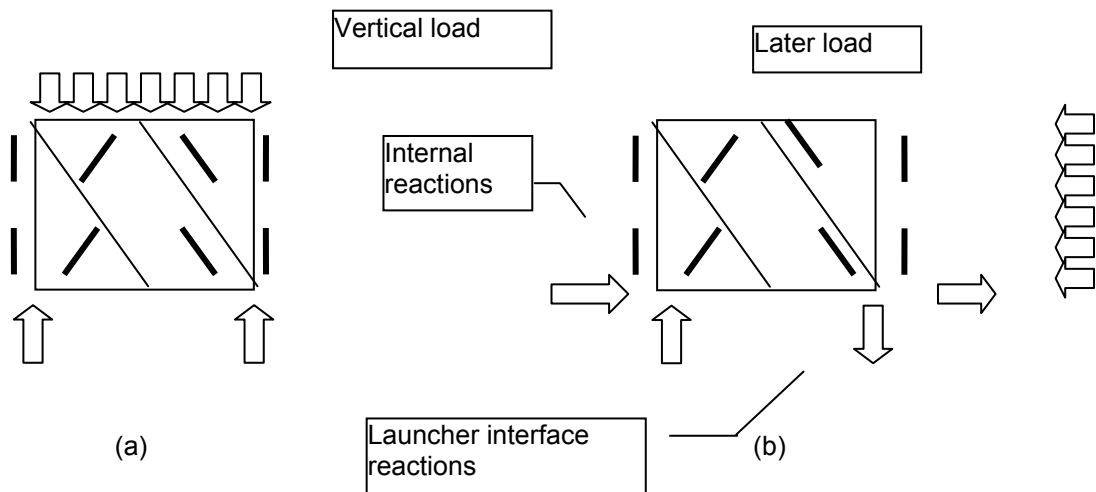 Vertical load
Later load
Internal
reactions
Launcher interface
reactions
(a)
(b)